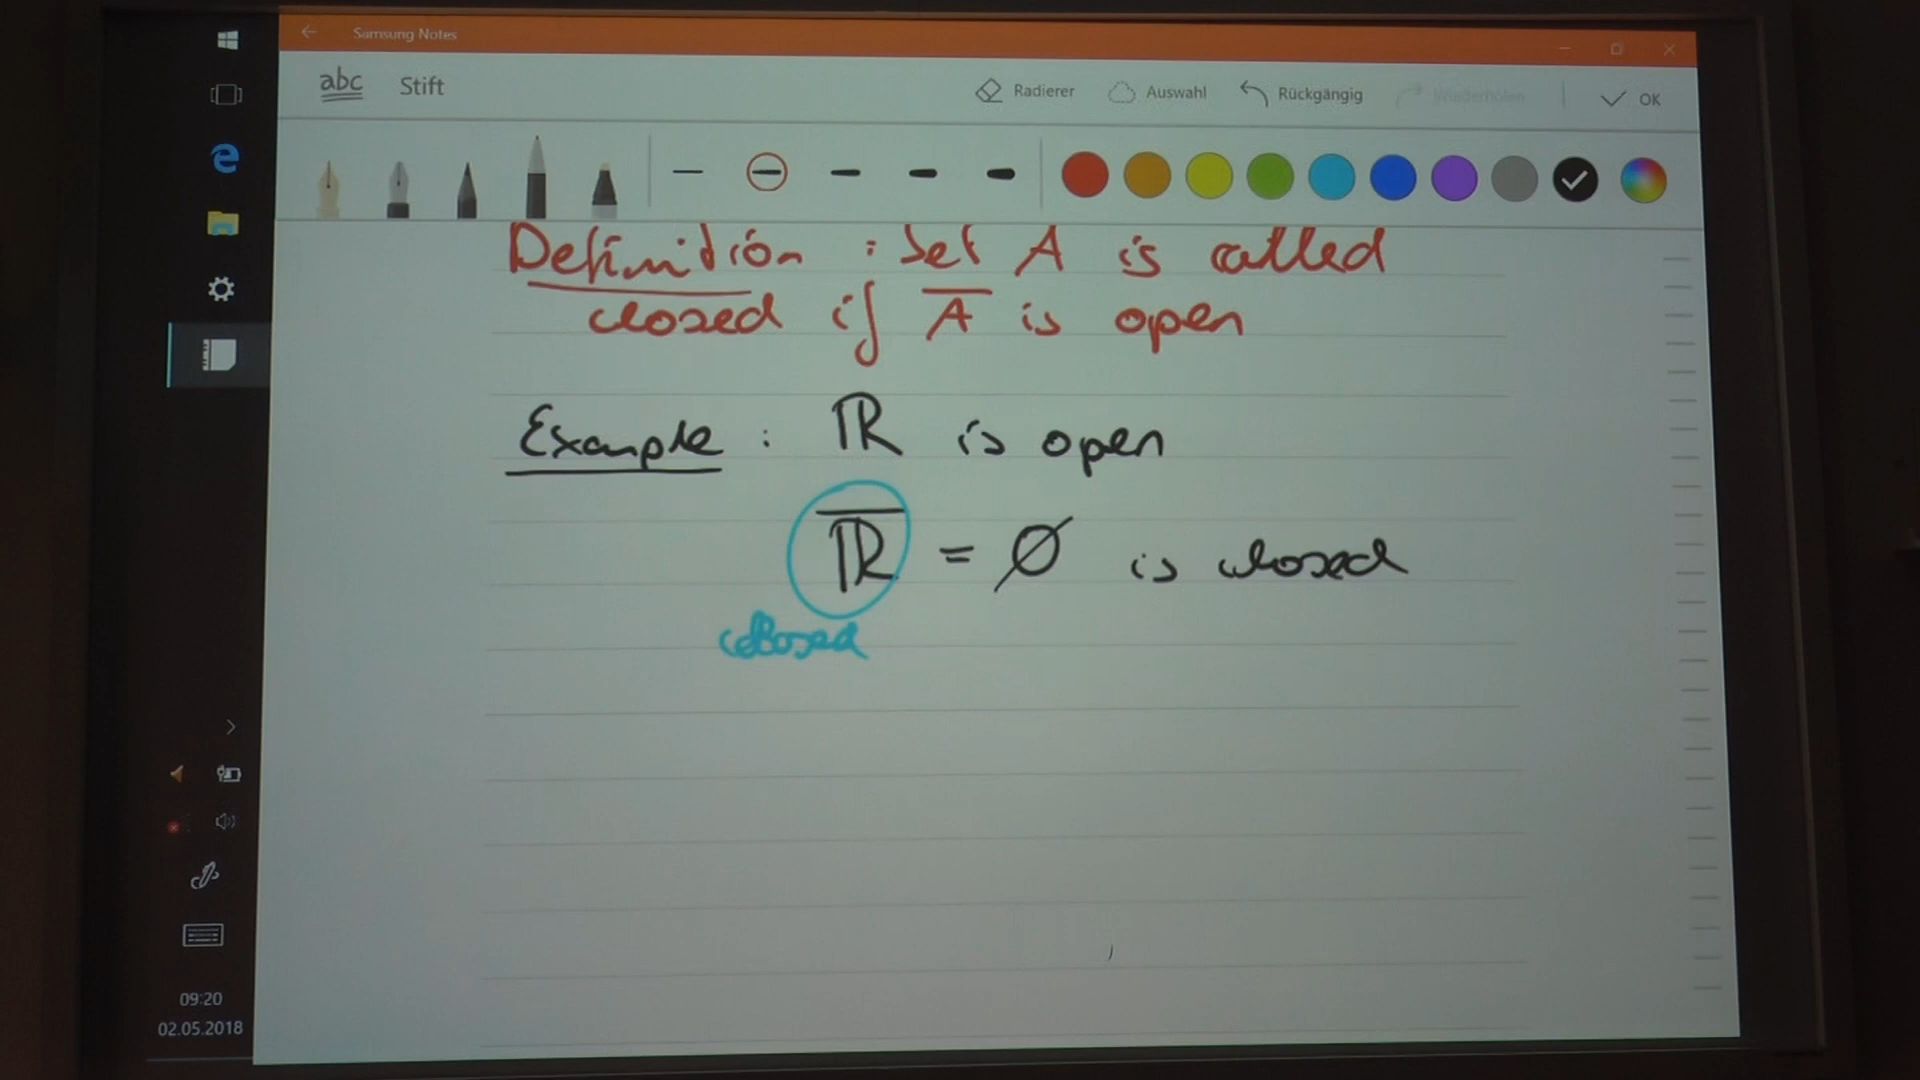 Samsung Notes
abc Stift Radierer Auswahl Rückgängig Wiederholen OK
Definition : Set A is called
closed if A̅ is open
Example : ℝ is open
ℝ̅ = ∅ is closed
closed
09:20
02.05.2018